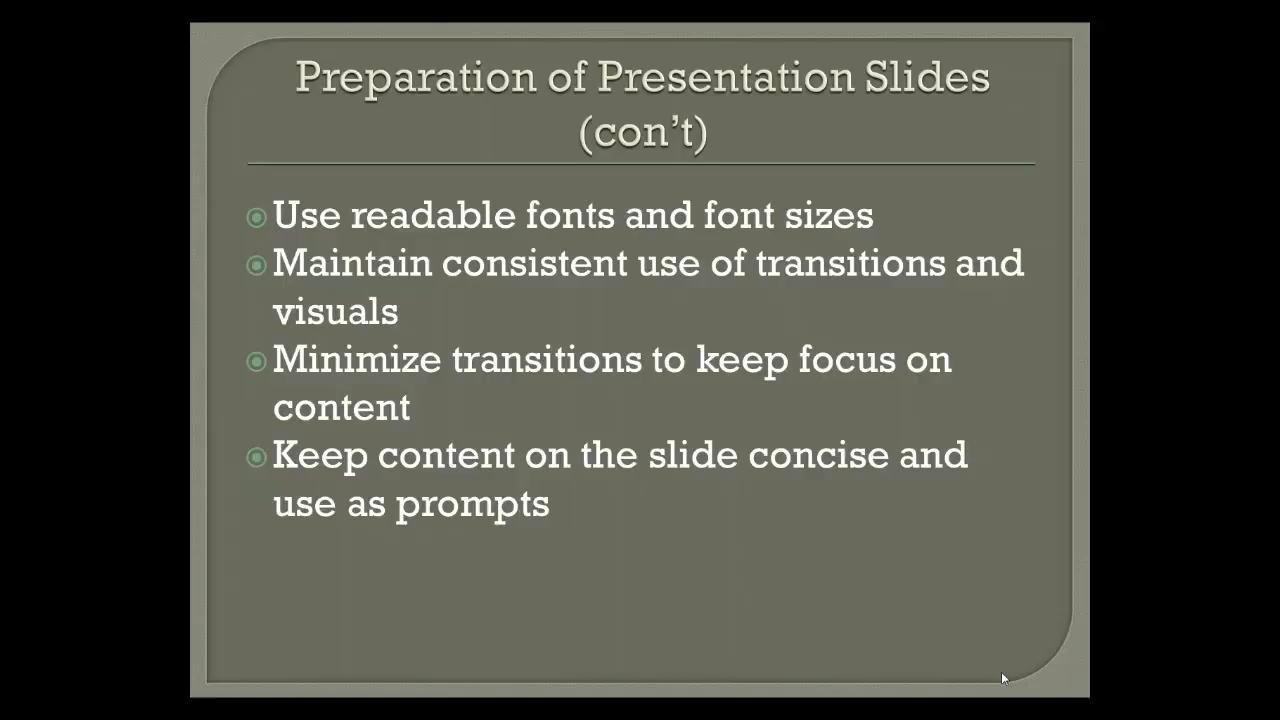 Preparation of Presentation Slides
(con’t)
Use readable fonts and font sizes
Maintain consistent use of transitions and
visuals
Minimize transitions to keep focus on
content
Keep content on the slide concise and
use as prompts